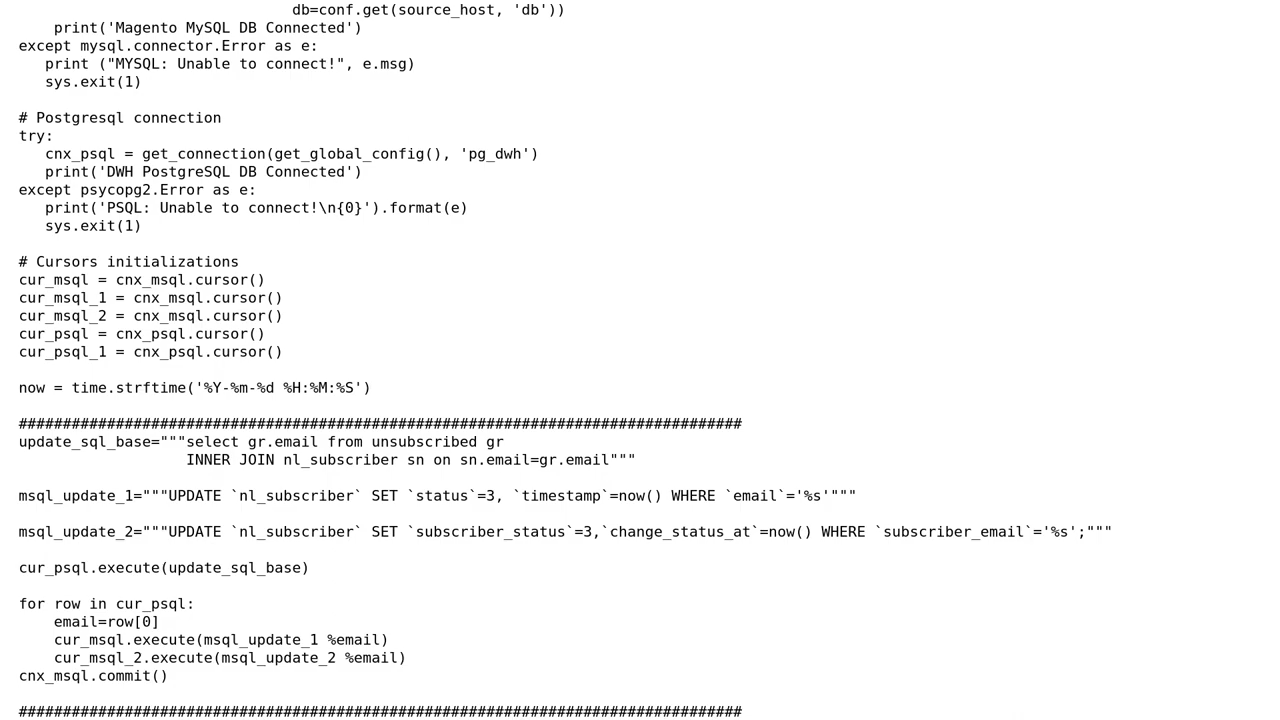 db=conf.get(source_host, 'db'))
print('Magento MySQL DB Connected')
except mysql.connector.Error as e:
print ("MYSQL: Unable to connect!", e.msg)
sys.exit(1)
# Postgresql connection
try:
cnx_psql = get_connection(get_global_config(), 'pg_dwh')
print('DWH PostgreSQL DB Connected')
except psycopg2.Error as e:
print('PSQL: Unable to connect!\n{0}').format(e)
sys.exit(1)
# Cursors initializations
cur_msql = cnx_msql.cursor()
cur_msql_1 = cnx_msql.cursor()
cur_msql_2 = cnx_msql.cursor()
cur_psql = cnx_psql.cursor()
cur_psql_1 = cnx_psql.cursor()
now = time.strftime('%Y-%m-%d %H:%M:%S')
##################################################################################
update_sql_base="""select gr.email from unsubscribed gr
INNER JOIN nl_subscriber sn on sn.email=gr.email"""
msql_update_1="""UPDATE `nl_subscriber` SET `status`=3, `timestamp`=now() WHERE `email`='%s'"""
msql_update_2="""UPDATE `nl_subscriber` SET `subscriber_status`=3,`change_status_at`=now() WHERE `subscriber_email`='%s';"""
cur_psql.execute(update_sql_base)
for row in cur_psql:
email=row[0]
cur_msql.execute(msql_update_1 %email)
cur_msql_2.execute(msql_update_2 %email)
cnx_msql.commit()
##################################################################################